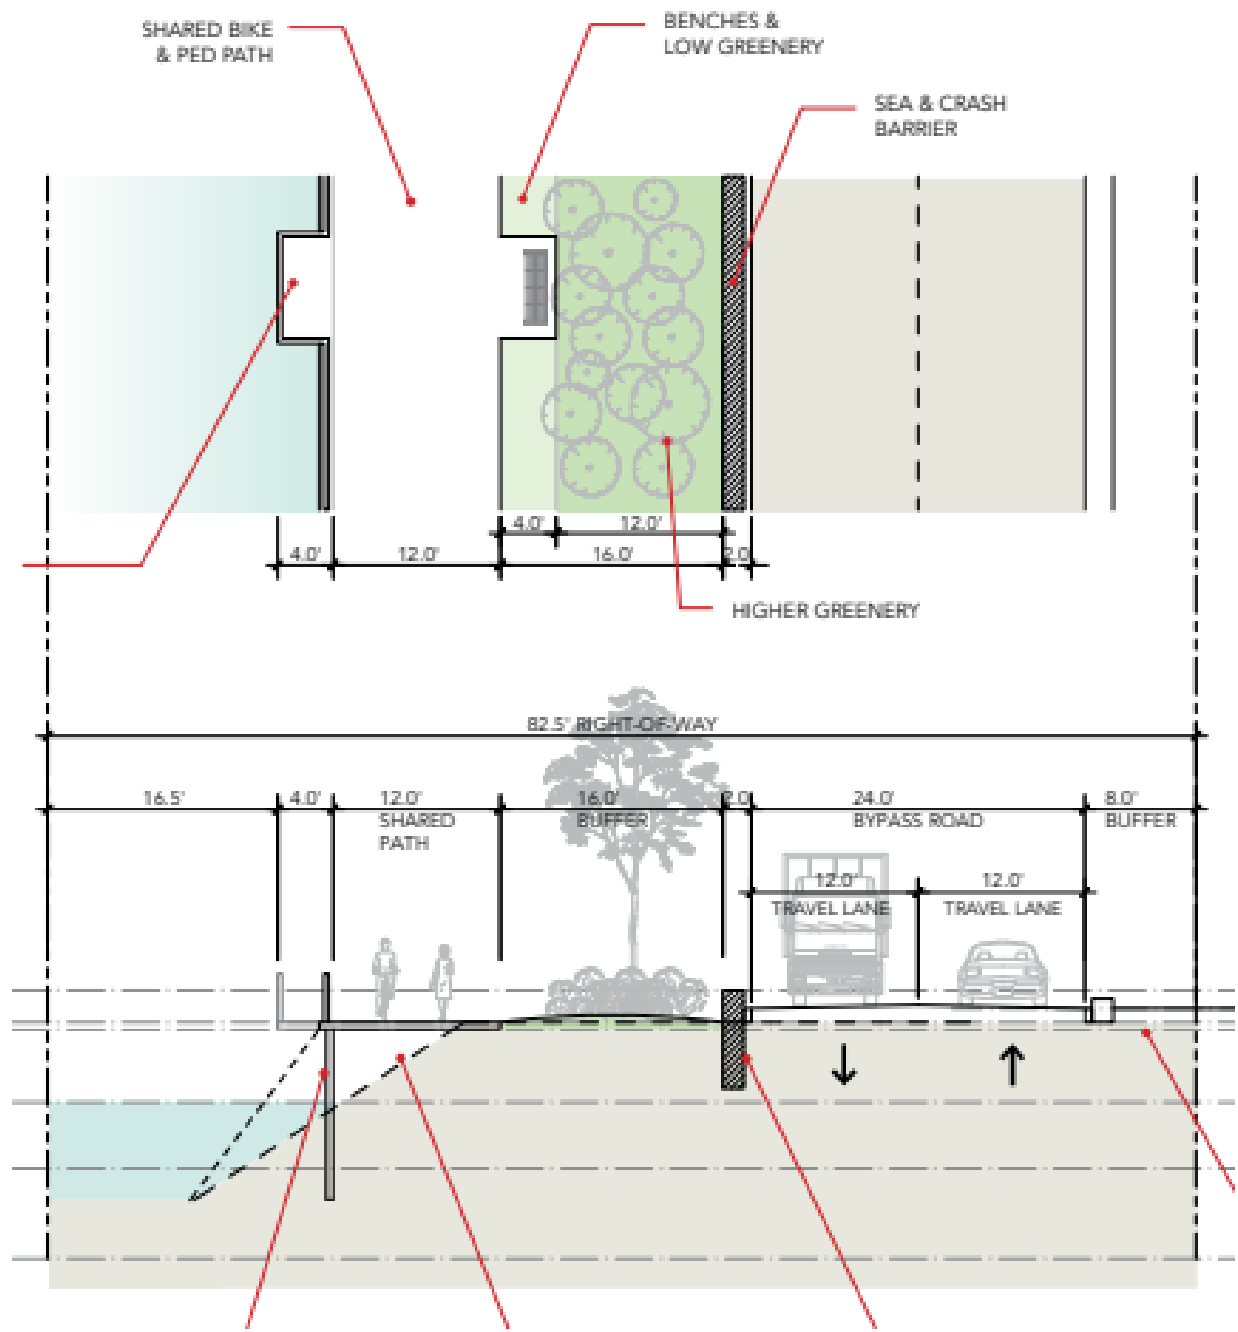 SHARED BIKE
& PED PATH
BENCHES &
LOW GREENERY
SEA & CRASH
BARRIER
4.0'
12.0'
4.0'
12.0'
16.0'
2.0
HIGHER GREENERY
82.5' RIGHT-OF-WAY
16.5'
4.0'
12.0'
SHARED
PATH
16.0'
BUFFER
2.0
24.0'
BYPASS ROAD
8.0"
BUFFER
12.0'
TRAVEL LANE
12.0'
TRAVEL LANE